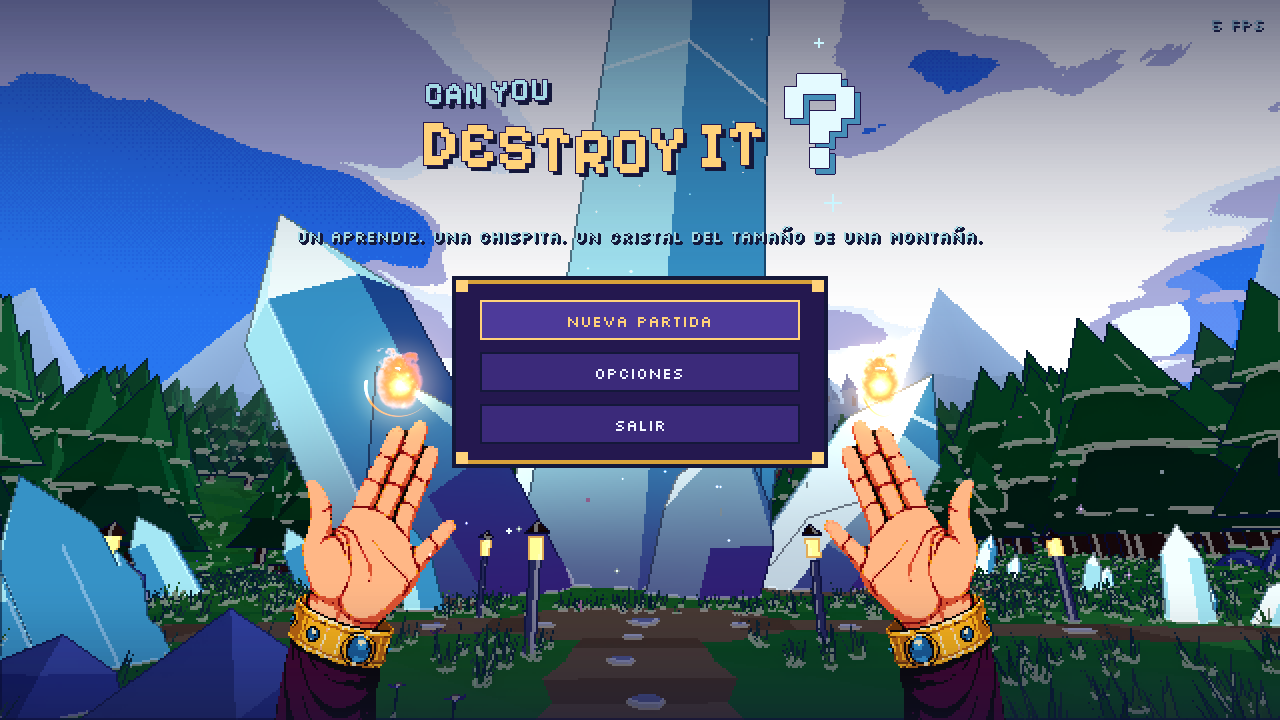 5 FPS
CAN YOU
DESTROY IT ?
UN APRENDIZ. UNA CHISPITA. UN CRISTAL DEL TAMAÑO DE UNA MONTAÑA.
NUEVA PARTIDA
OPCIONES
SALIR